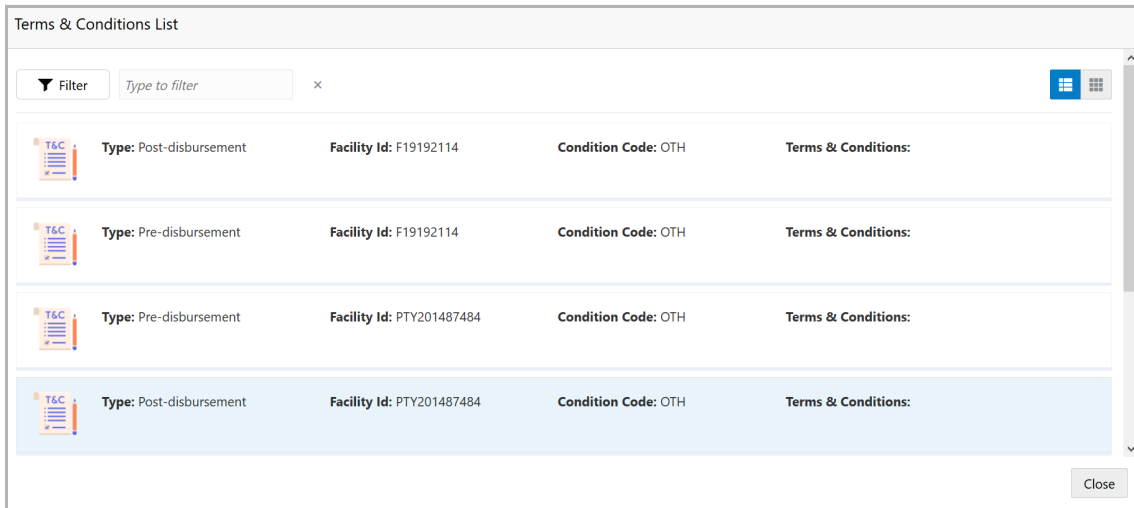 Terms & Conditions List
Filter
Type to filter
×
T&C
Type: Post-disbursement Facility Id: F19192114 Condition Code: OTH Terms & Conditions:
T&C
Type: Pre-disbursement Facility Id: F19192114 Condition Code: OTH Terms & Conditions:
T&C
Type: Pre-disbursement Facility Id: PTY201487484 Condition Code: OTH Terms & Conditions:
T&C
Type: Post-disbursement Facility Id: PTY201487484 Condition Code: OTH Terms & Conditions:
Close